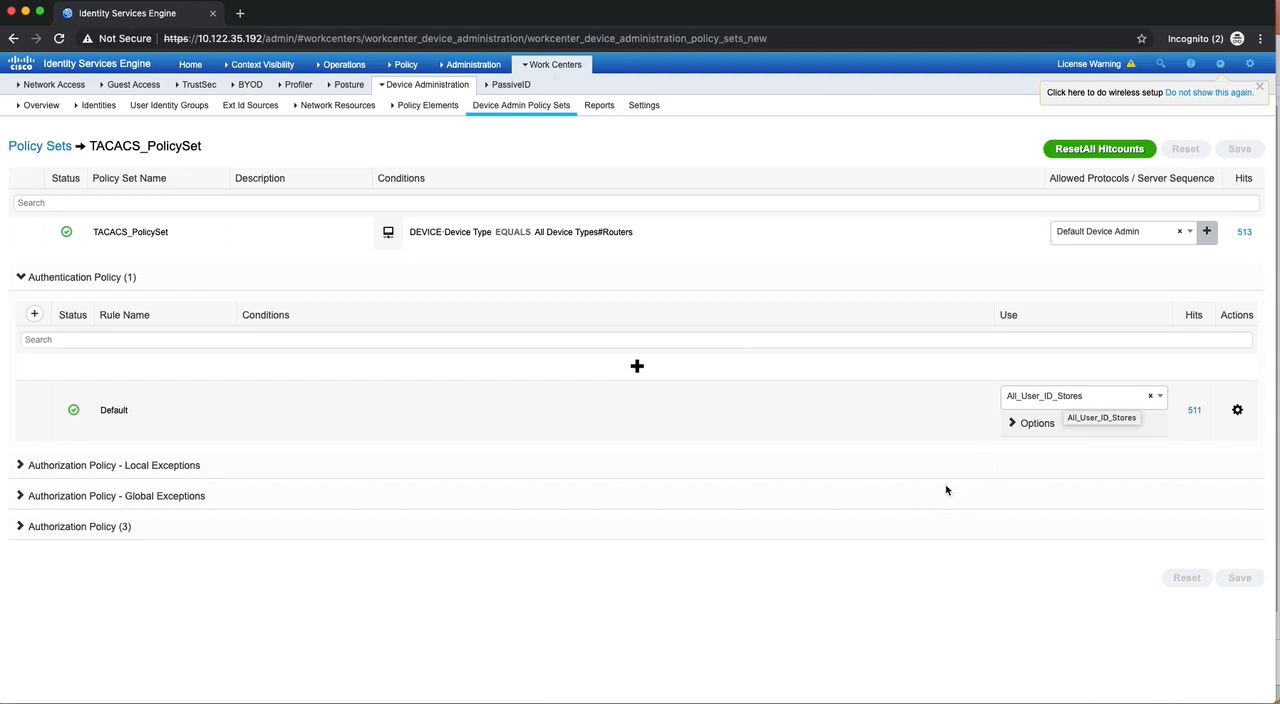 Identity Services Engine
Not Secure https://10.122.35.192/admin/#workcenters/workcenter_device_administration/workcenter_device_administration_policy_sets_new Incognito (2)
cisco Identity Services Engine Home Context Visibility Operations Policy Administration Work Centers License Warning
Network Access Guest Access TrustSec BYOD Profiler Posture Device Administration PassiveID
Click here to do wireless setup Do not show this again.
Overview Identities User Identity Groups Ext Id Sources Network Resources Policy Elements Device Admin Policy Sets Reports Settings
Policy Sets → TACACS_PolicySet ResetAll Hitcounts Reset Save
Status Policy Set Name Description Conditions Allowed Protocols / Server Sequence Hits
Search
TACACS_PolicySet DEVICE·Device Type EQUALS All Device Types#Routers Default Device Admin 513
Authentication Policy (1)
Status Rule Name Conditions Use Hits Actions
Search
Default All_User_ID_Stores 511
Options All_User_ID_Stores
Authorization Policy - Local Exceptions
Authorization Policy - Global Exceptions
Authorization Policy (3)
Reset Save